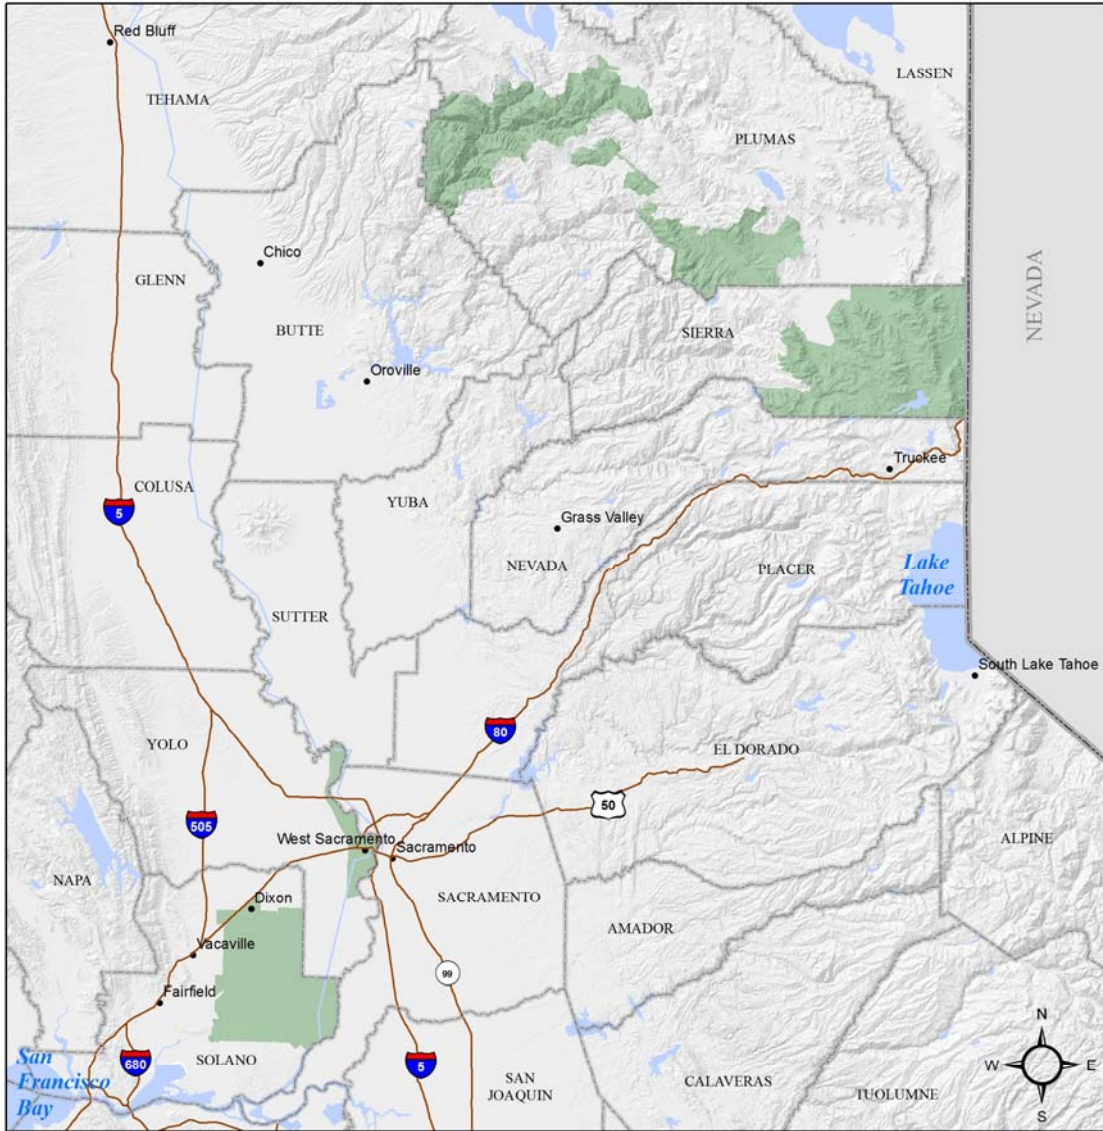 Red Bluff
LASSEN
TEHAMA
PLUMAS
Chico
NEVADA
GLENN
BUTTE
SIERRA
Oroville
Truckee
COLUSA
YUBA
5
Grass Valley
NEVADA
PLACER
Lake
Tahoe
SUTTER
South Lake Tahoe
80
YOLO
EL DORADO
50
505
West Sacramento
Sacramento
ALPINE
NAPA
Dixon
SACRAMENTO
AMADOR
Vacaville
99
Fairfield
N
San
Francisco
Bay
SOLANO
680
5
W
E
SAN
JOAQUIN
CALAVERAS
TUOLUMNE
S